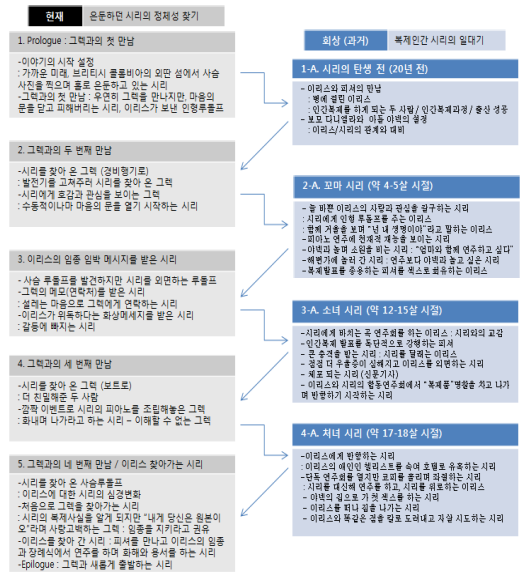 현재
은둔하던 시리의 정체성 찾기
1. Prologue : 그렉과의 첫 만남
-이야기의 시작 설정
: 가까운 미래, 브리티시 콜롬비아의 외딴 섬에서 사슴
사진을 찍으며 홀로 은둔하고 있는 시리
-그렉과의 첫 만남 : 우연히 그렉을 만나지만, 마음의
문을 닫고 피해버리는 시리, 이리스가 보낸 인형루돌프
2. 그렉과의 두 번째 만남
-시리를 찾아 온 그렉 (경비행기로)
: 발전기를 고쳐주러 시리를 찾아 온 그렉
-시리에게 호감과 관심을 보이는 그렉
: 수동적이나마 마음의 문을 열기 시작하는 시리
3. 이리스의 임종 임박 메시지를 받은 시리
- 사슴 루돌프를 발견하지만 시리를 외면하는 루돌프
-그렉의 메모(연락처)를 받은 시리
: 설레는 마음으로 그렉에게 연락하는 시리
-이리스가 위독하다는 화상메세지를 받은 시리
: 갈등에 빠지는 시리
4. 그렉과의 세 번째 만남
-시리를 찾아 온 그렉 (보트로)
: 더 친밀해준 두 사람
-깜짝 이벤트로 시리의 피아노를 조립해놓은 그렉
: 화내며 나가라고 하는 시리 – 이해할 수 없는 그렉
5. 그렉과의 네 번째 만남 / 이리스 찾아가는 시리
-시리를 찾아 온 사슴루돌프
: 이리스에 대한 시리의 심경변화
-처음으로 그렉을 찾아가는 시리
: 시리의 복제사실을 알게 되지만 “내게 당신은 원본이
오”라며 사랑고백하는 그렉 : 임종을 지키라고 권유
-이리스를 찾아 간 시리 : 피셔를 만나고 이리스의 임종
과 장례식에서 연주를 하며 화해와 용서를 하는 시리
-Epilogue : 그렉과 새롭게 출발하는 시리
회상 (과거)
복제인간 시리의 일대기
1-A. 시리의 탄생 전 (20년 전)
- 이리스와 피셔의 만남
: 병에 걸린 이리스
: 인간복제를 하게 되는 두 사람/ 인간복제과정/ 출산 성공
- 보모 다니엘라와 아들 야넥의 설정
: 이리스/시리의 관계와 대비
2-A. 꼬마 시리 (약 4-5살 시절)
- 늘 바쁜 이리스의 사랑과 관심을 갈구하는 시리
: 시리에게 인형 루돌프를 주는 이리스
: 함께 거울을 보며 “넌 내 생명이야”라고 말하는 이리스
-피아노 연주에 천재적 재능을 보이는 시리
-야넥과 놀며 소원을 비는 시리 : “엄마와 함께 연주하고 싶다”
-해변가에 놀러 간 시리 : 연주보다 야넥과 놀고 싶은 시리
-복제발표를 종용하는 피셔를 섹스로 회유하는 이리스
3-A. 소녀 시리 (약 12-15살 시절)
-시리에게 바치는 곡 연주회를 하는 이리스 : 시리와의 교감
-인간복제 발표를 독단적으로 강행하는 피셔
- 큰 충격을 받는 시리 : 시리를 달래는 이리스
- 점점 더 우울증이 심해지고 이리스를 외면하는 시리
- 체포 되는 시리 (신문기사)
- 이리스와 시리의 합동연주회에서 “복제품”명찰을 차고 나가
며 반항하기 시작하는 시리
4-A. 처녀 시리 (약 17-18살 시절)
-이리스에게 반항하는 시리
: 이리스의 애인인 첼리스트를 속여 호텔로 유혹하는 시리
-단독 연주회를 열지만 코피를 흘리며 좌절하는 시리
: 시리를 대신해 연주를 하고, 시리를 위로하는 이리스
- 야넥의 집으로 가 첫 섹스를 하는 시리
- 이리스를 떠나 집을 나가는 시리
- 이리스와 똑같은 점을 칼로 도려내고 자살 시도하는 시리